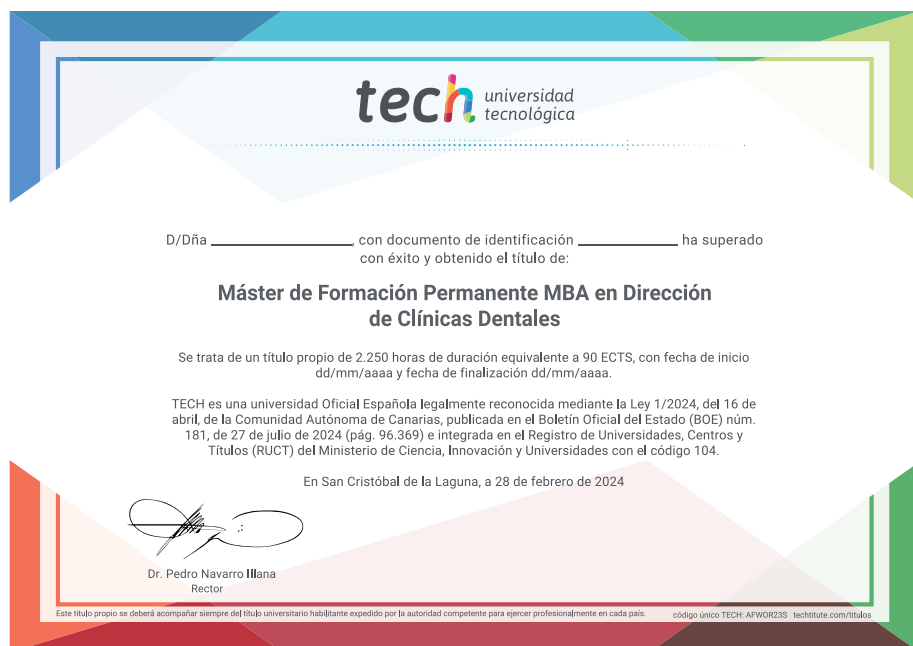 tech universidad
tecnológica
D/Dña ____________________, con documento de identificación ______________ ha superado
con éxito y obtenido el título de:
Máster de Formación Permanente MBA en Dirección
de Clínicas Dentales
Se trata de un título propio de 2.250 horas de duración equivalente a 90 ECTS, con fecha de inicio
dd/mm/aaaa y fecha de finalización dd/mm/aaaa.
TECH es una universidad Oficial Española legalmente reconocida mediante la Ley 1/2024, del 16 de
abril, de la Comunidad Autónoma de Canarias, publicada en el Boletín Oficial del Estado (BOE) núm.
181, de 27 de julio de 2024 (pág. 96.369) e integrada en el Registro de Universidades, Centros y
Títulos (RUCT) del Ministerio de Ciencia, Innovación y Universidades con el código 104.
En San Cristóbal de la Laguna, a 28 de febrero de 2024
Dr. Pedro Navarro Illana
Rector
Este título propio se deberá acompañar siempre del título universitario habilitante expedido por la autoridad competente para ejercer profesionalmente en cada país. código único TECH: AFWOR23S techtitute.com/titulos